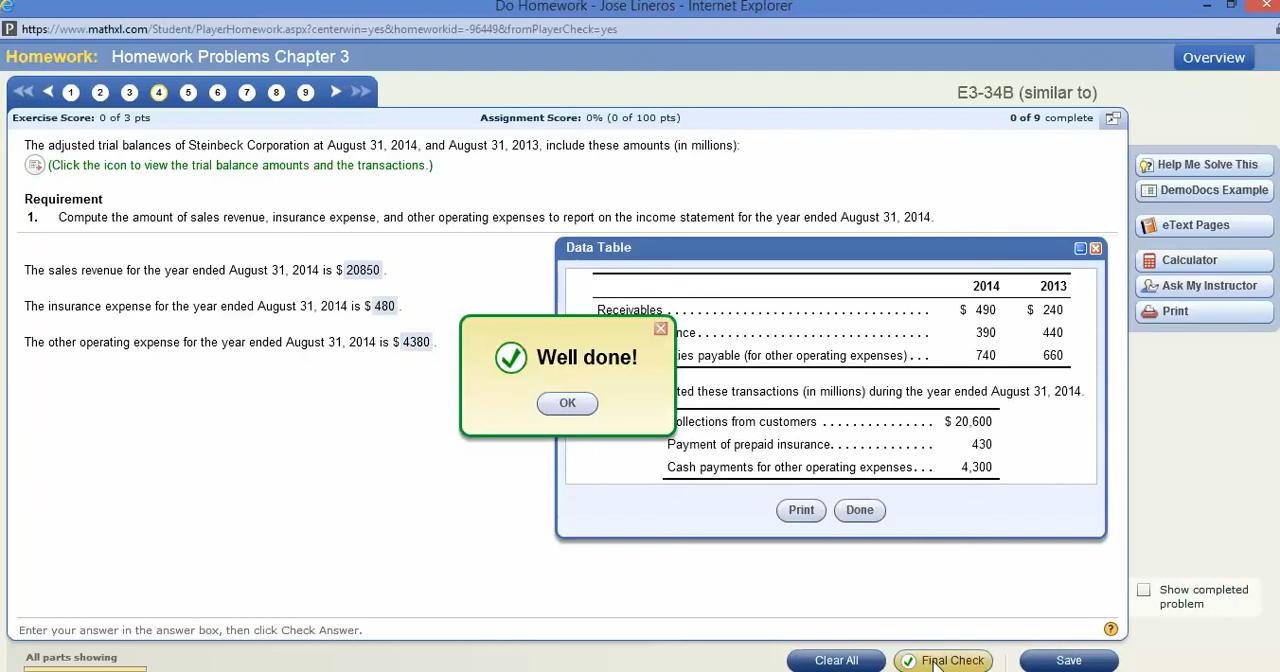 Do Homework - Jose Lineros - Internet Explorer
https://www.mathxl.com/Student/PlayerHomework.aspx?centerwin=yes&homeworkid=-96449&fromPlayerCheck=yes
Homework: Homework Problems Chapter 3
Overview
1 2 3 4 5 6 7 8 9
E3-34B (similar to)
Exercise Score: 0 of 3 pts
Assignment Score: 0% (0 of 100 pts)
0 of 9 complete
The adjusted trial balances of Steinbeck Corporation at August 31, 2014, and August 31, 2013, include these amounts (in millions):
(Click the icon to view the trial balance amounts and the transactions.)
Requirement
1. Compute the amount of sales revenue, insurance expense, and other operating expenses to report on the income statement for the year ended August 31, 2014.
The sales revenue for the year ended August 31, 2014 is $ 20850 .
The insurance expense for the year ended August 31, 2014 is $ 480 .
The other operating expense for the year ended August 31, 2014 is $ 4380 .
Data Table
2014 2013
Receivables $ 490 $ 240
nce 390 440
ies payable (for other operating expenses) 740 660
ted these transactions (in millions) during the year ended August 31, 2014.
ollections from customers $ 20,600
Payment of prepaid insurance 430
Cash payments for other operating expenses 4,300
Print
Done
Well done!
OK
Help Me Solve This
DemoDocs Example
eText Pages
Calculator
Ask My Instructor
Print
Show completed
problem
Enter your answer in the answer box, then click Check Answer.
?
All parts showing
Clear All
Final Check
Save